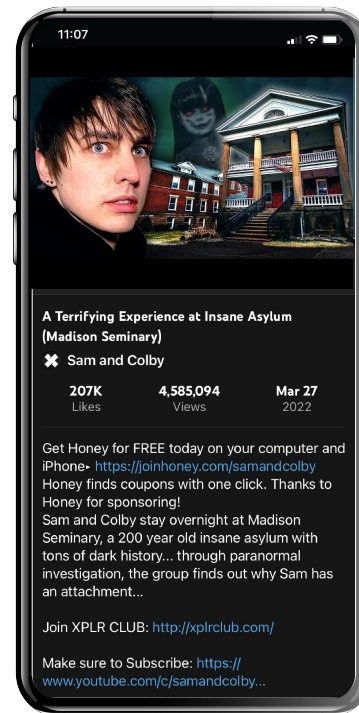 11:07
A Terrifying Experience at Insane Asylum
(Madison Seminary)
Sam and Colby
207K 4,585,094 Mar 27
Likes Views 2022
Get Honey for FREE today on your computer and
iPhone▸ https://joinhoney.com/samandcolby
Honey finds coupons with one click. Thanks to
Honey for sponsoring!
Sam and Colby stay overnight at Madison
Seminary, a 200 year old insane asylum with
tons of dark history... through paranormal
investigation, the group finds out why Sam has
an attachment...
Join XPLR CLUB: http://xplrclub.com/
Make sure to Subscribe: https://
www.youtube.com/c/samandcolby...